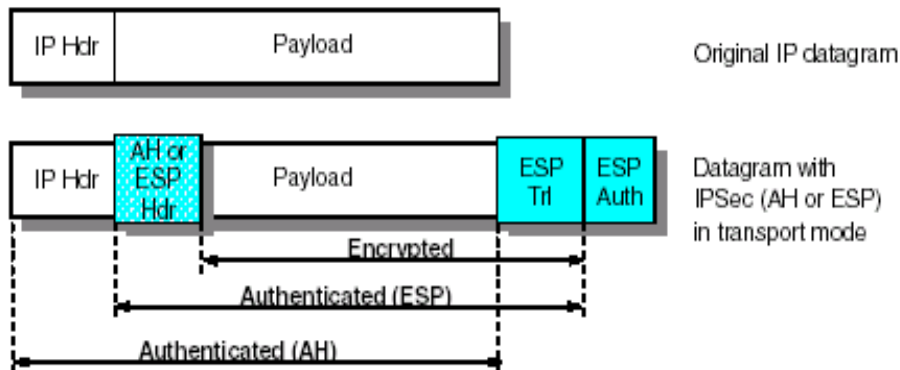 IP Hdr
Payload
Original IP datagram
IP Hdr
AH or
ESP
Hdr
Payload
ESP
Trl
ESP
Auth
Datagram with
IPSec (AH or ESP)
in transport mode
Encrypted
Authenticated (ESP)
Authenticated (AH)